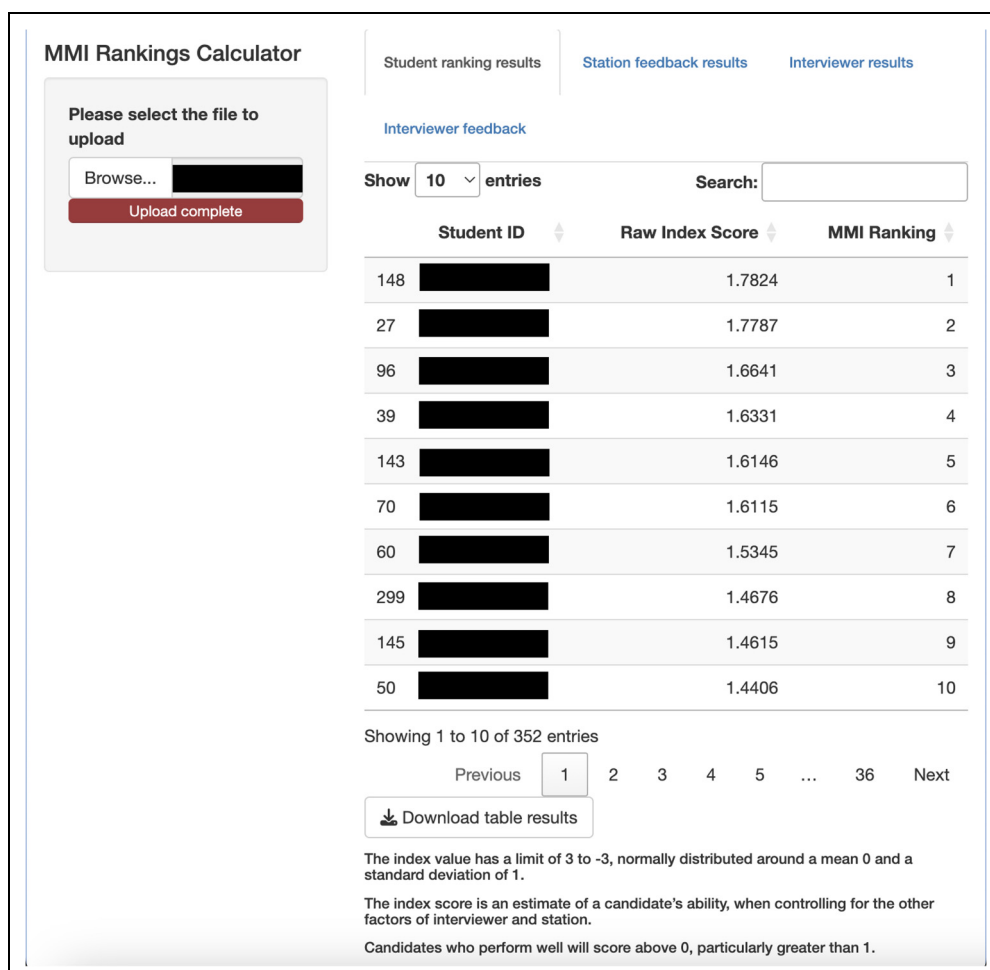 MMI Rankings Calculator
Please select the file to
upload
Browse...
Upload complete
Student ranking results
Station feedback results
Interviewer results
Interviewer feedback
Show 10 entries
Search:
Student ID Raw Index Score MMI Ranking
148 1.7824 1
27 1.7787 2
96 1.6641 3
39 1.6331 4
143 1.6146 5
70 1.6115 6
60 1.5345 7
299 1.4676 8
145 1.4615 9
50 1.4406 10
Showing 1 to 10 of 352 entries
Previous 1 2 3 4 5 ... 36 Next
Download table results
The index value has a limit of 3 to -3, normally distributed around a mean 0 and a
standard deviation of 1.
The index score is an estimate of a candidate’s ability, when controlling for the other
factors of interviewer and station.
Candidates who perform well will score above 0, particularly greater than 1.